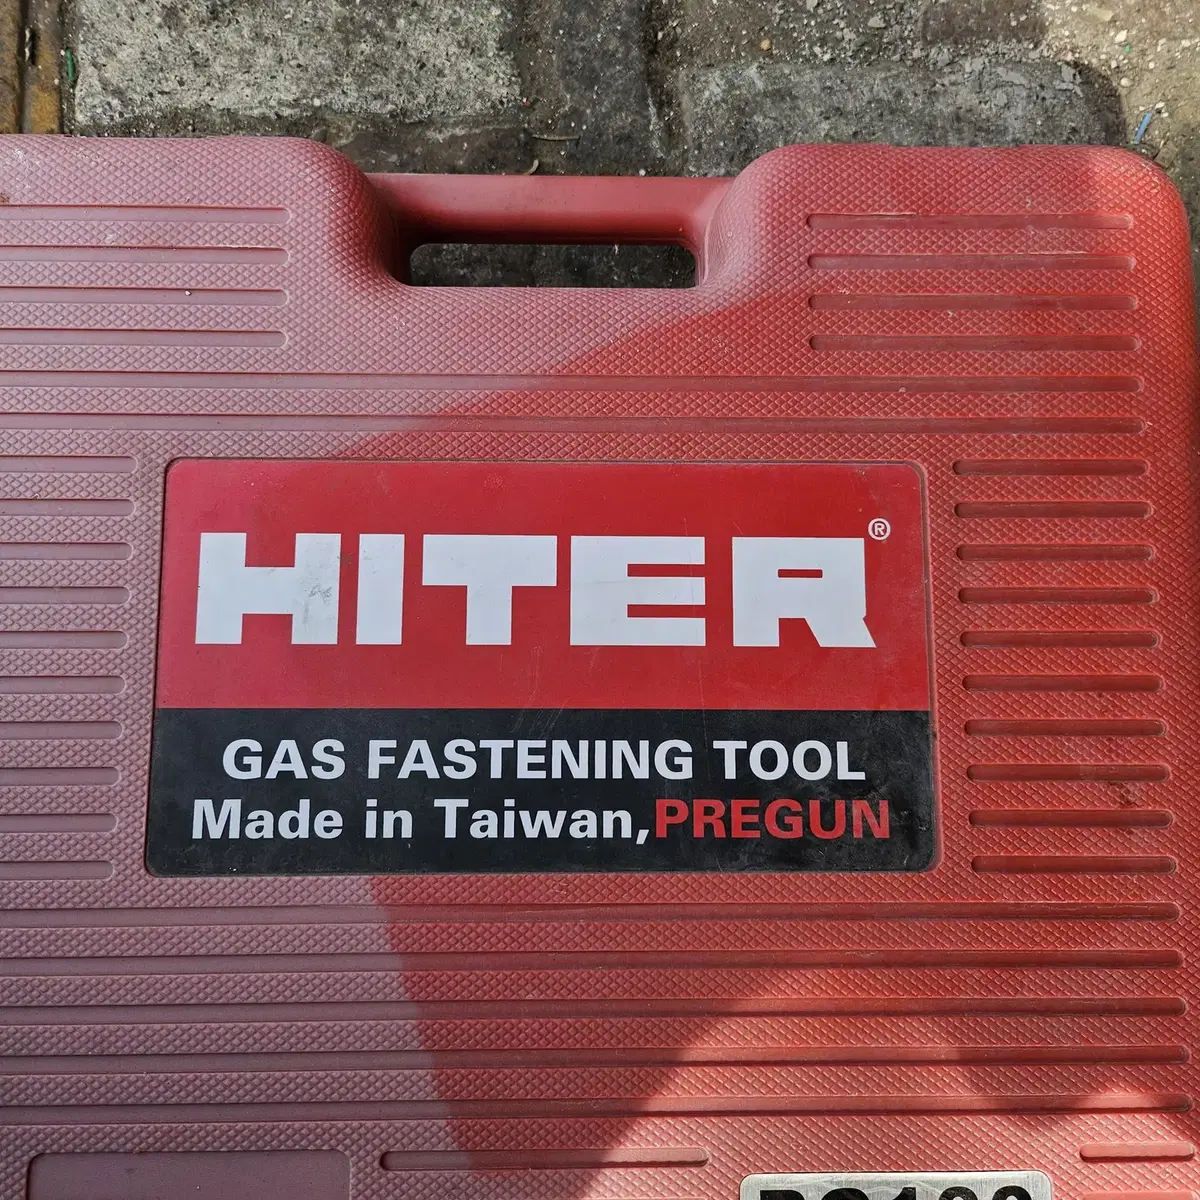 HITER®
GAS FASTENING TOOL
Made in Taiwan,PREGUN